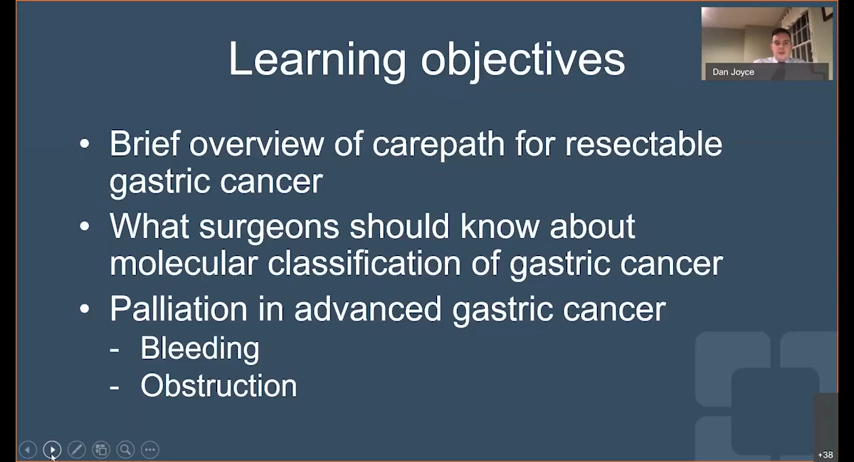 Learning objectives
Dan Joyce
• Brief overview of carepath for resectable
gastric cancer
• What surgeons should know about
molecular classification of gastric cancer
• Palliation in advanced gastric cancer
- Bleeding
- Obstruction
+38